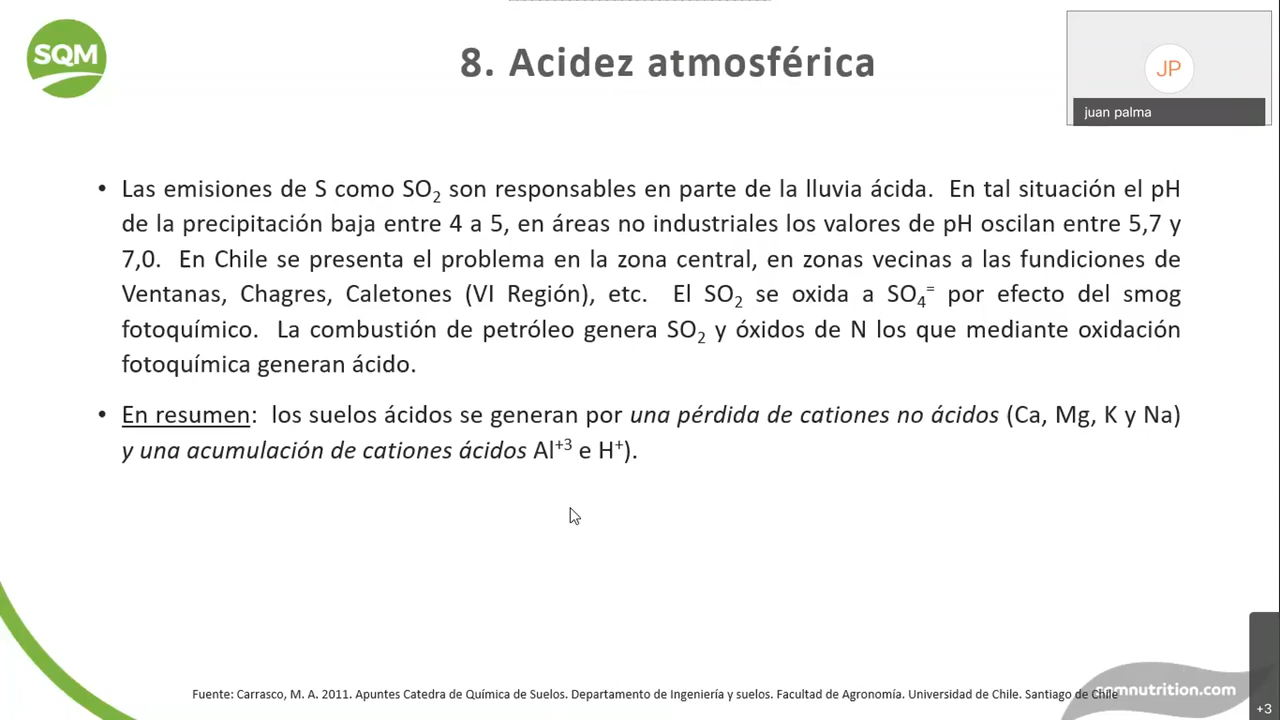 SQM
8. Acidez atmosférica
JP
juan palma
• Las emisiones de S como SO₂ son responsables en parte de la lluvia ácida. En tal situación el pH
de la precipitación baja entre 4 a 5, en áreas no industriales los valores de pH oscilan entre 5,7 y
7,0. En Chile se presenta el problema en la zona central, en zonas vecinas a las fundiciones de
Ventanas, Chagres, Caletones (VI Región), etc. El SO₂ se oxida a SO₄⁼ por efecto del smog
fotoquímico. La combustión de petróleo genera SO₂ y óxidos de N los que mediante oxidación
fotoquímica generan ácido.
• En resumen: los suelos ácidos se generan por una pérdida de cationes no ácidos (Ca, Mg, K y Na)
y una acumulación de cationes ácidos Al⁺³ e H⁺).
Fuente: Carrasco, M. A. 2011. Apuntes Catedra de Química de Suelos. Departamento de Ingeniería y suelos. Facultad de Agronomía. Universidad de Chile. Santiago de Chile
sqmnutrition.com
+3